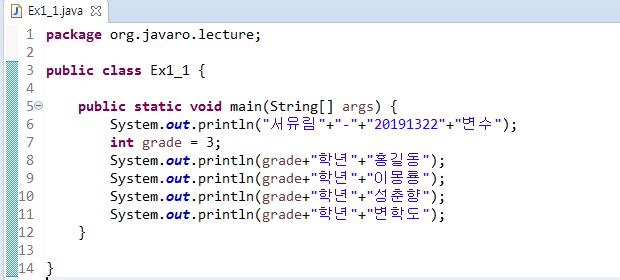 Ex1_1.java
1 package org.javaro.lecture;
2
3 public class Ex1_1 {
4
5 public static void main(String[] args) {
6 System.out.println("서유림"+"-"+"20191322"+"변수");
7 int grade = 3;
8 System.out.println(grade+"학년"+"홍길동");
9 System.out.println(grade+"학년"+"이몽룡");
10 System.out.println(grade+"학년"+"성춘향");
11 System.out.println(grade+"학년"+"변학도");
12 }
13
14 }